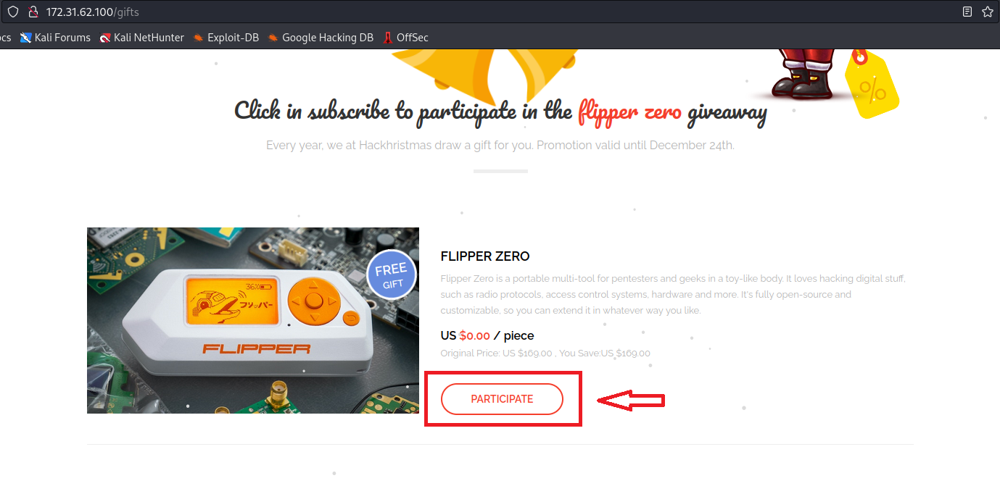 172.31.62.100/gifts
ocs Kali Forums Kali NetHunter Exploit-DB Google Hacking DB OffSec
%
Click in subscribe to participate in the flipper zero giveaway
Every year, we at Hackhristmas draw a gift for you. Promotion valid until December 24th.
FREE
GIFT
36%
フリッパー
FLIPPER
FLIPPER ZERO
Flipper Zero is a portable multi-tool for pentesters and geeks in a toy-like body. It loves hacking digital stuff,
such as radio protocols, access control systems, hardware and more. It's fully open-source and
customizable, so you can extend it in whatever way you like.
US $0.00 / piece
Original Price: US $169.00 , You Save:US $169.00
PARTICIPATE